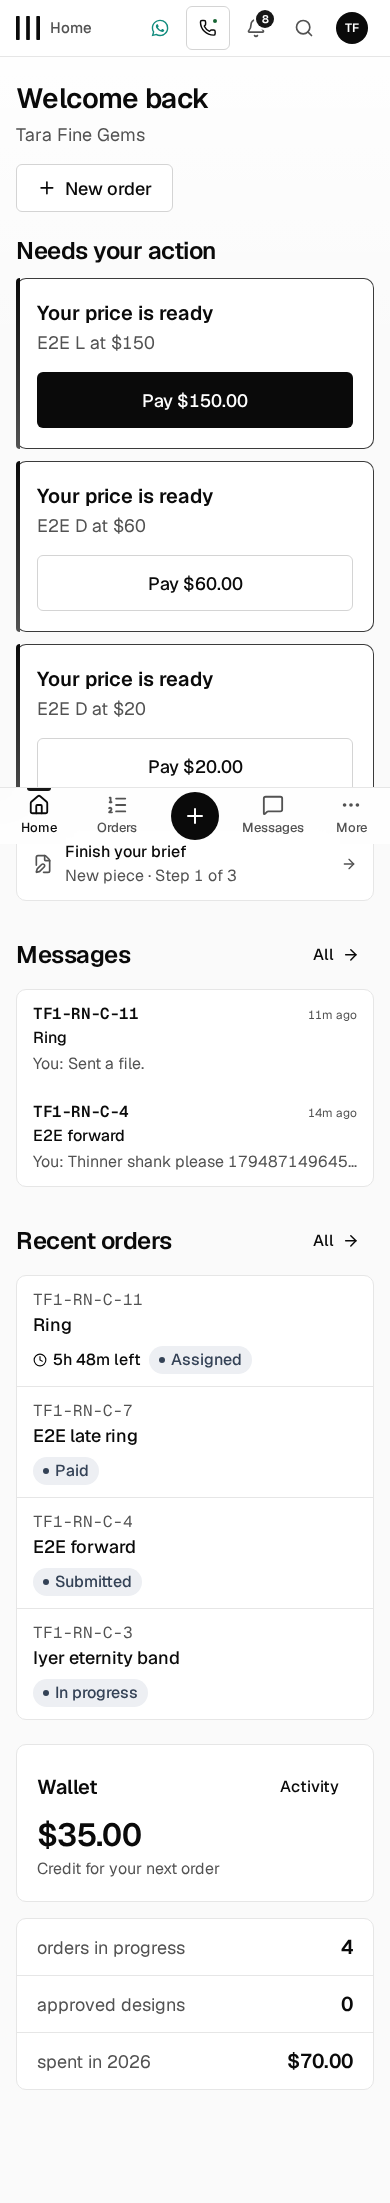 Home
8
TF
Welcome back
Tara Fine Gems
New order
Needs your action
Your price is ready
E2E L at $150
Pay $150.00
Your price is ready
E2E D at $60
Pay $60.00
Your price is ready
E2E D at $20
Pay $20.00
Home
Orders
Messages
More
Finish your brief
New piece · Step 1 of 3
Messages
All
TF1-RN-C-11
11m ago
Ring
You: Sent a file.
TF1-RN-C-4
14m ago
E2E forward
You: Thinner shank please 179487149645…
Recent orders
All
TF1-RN-C-11
Ring
5h 48m left
Assigned
TF1-RN-C-7
E2E late ring
Paid
TF1-RN-C-4
E2E forward
Submitted
TF1-RN-C-3
Iyer eternity band
In progress
Wallet
Activity
$35.00
Credit for your next order
orders in progress
4
approved designs
0
spent in 2026
$70.00